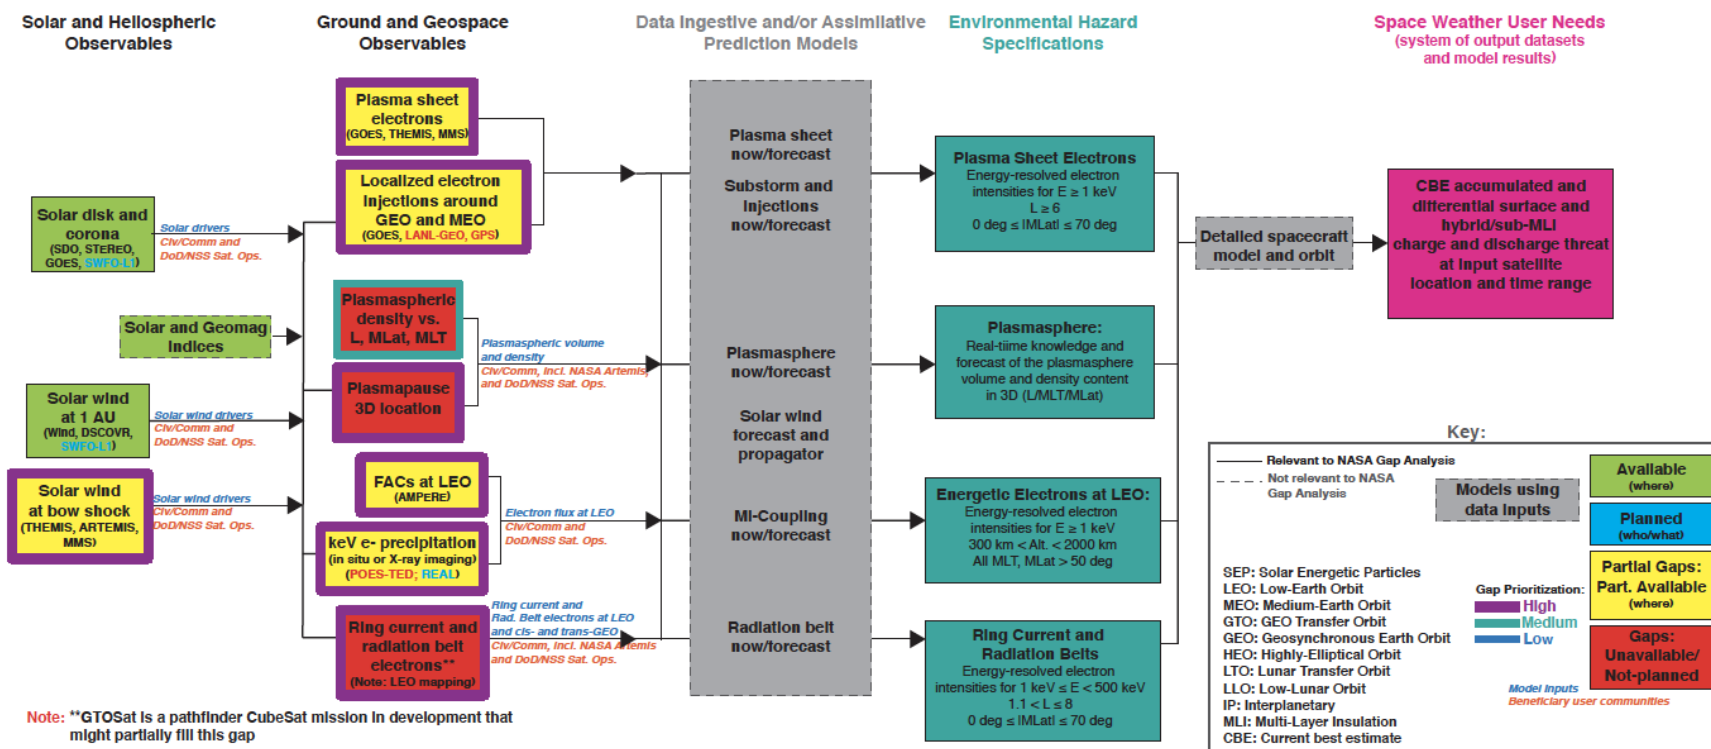 Solar and Heliospheric
Observables
Ground and Geospace
Observables
Data Ingestive and/or Assimilative
Prediction Models
Environmental Hazard
Specifications
Space Weather User Needs
(system of output datasets
and model results)
Solar disk and
corona
(SDO, STEREO,
GOES, SWFO-L1)
Solar drivers
Civ/Comm and
DoD/NSS Sat. Ops.
Solar and Geomag
Indices
Solar wind
at 1 AU
(Wind, DSCOVR,
SWFO-L1)
Solar wind drivers
Civ/Comm and
DoD/NSS Sat. Ops.
Solar wind
at bow shock
(THEMIS, ARTEMIS,
MMS)
Solar wind drivers
Civ/Comm and
DoD/NSS Sat. Ops.
Plasma sheet
electrons
(GOES, THEMIS, MMS)
Localized electron
Injections around
GEO and MEO
(GOES, LANL-GEO, GPS)
Plasmaspheric
density vs.
L, MLat, MLT
Plasmapause
3D location
Plasmaspheric volume
and density
Civ/Comm, incl. NASA Artemis,
and DoD/NSS Sat. Ops.
FACs at LEO
(AMPERE)
keV e- precipitation
(in situ or X-ray imaging)
(POES-TED; REAL)
Electron flux at LEO
Civ/Comm and
DoD/NSS Sat. Ops.
Ring current and
radiation belt
electrons**
(Note: LEO mapping)
Ring current and
Rad. Belt electrons at LEO
and cis- and trans-GEO
Civ/Comm, incl. NASA Artemis
and DoD/NSS Sat. Ops.
Plasma sheet
now/forecast
Substorm and
Injections
now/forecast
Plasmasphere
now/forecast
Solar wind
forecast and
propagator
MI-Coupling
now/forecast
Radiation belt
now/forecast
Plasma Sheet Electrons
Energy-resolved electron
intensities for E ≥ 1 keV
L ≥ 6
0 deg ≤ |MLat| ≤ 70 deg
Plasmasphere:
Real-tiime knowledge and
forecast of the plasmasphere
volume and density content
in 3D (L/MLT/MLat)
Energetic Electrons at LEO:
Energy-resolved electron
intensities for E ≥ 1 keV
300 km < Alt. < 2000 km
All MLT, MLat > 50 deg
Ring Current and
Radiation Belts
Energy-resolved electron
intensities for 1 keV ≤ E < 500 keV
1.1 < L ≤ 8
0 deg ≤ |MLat| ≤ 70 deg
Detailed spacecraft
model and orbit
CBE accumulated and
differential surface and
hybrid/sub-MLI
charge and discharge threat
at input satellite
location and time range
Key:
Relevant to NASA Gap Analysis
Not relevant to NASA
Gap Analysis
Models using
data inputs
Available
(where)
Planned
(who/what)
Partial Gaps:
Part. Available
(where)
Gaps:
Unavailable/
Not-planned
SEP: Solar Energetic Particles
LEO: Low-Earth Orbit
MEO: Medium-Earth Orbit
GTO: GEO Transfer Orbit
GEO: Geosynchronous Earth Orbit
HEO: Highly-Elliptical Orbit
LTO: Lunar Transfer Orbit
LLO: Low-Lunar Orbit
IP: Interplanetary
MLI: Multi-Layer Insulation
CBE: Current best estimate
Gap Prioritization:
High
Medium
Low
Model Inputs
Beneficiary user communities
Note: **GTOSat is a pathfinder CubeSat mission in development that
might partially fill this gap